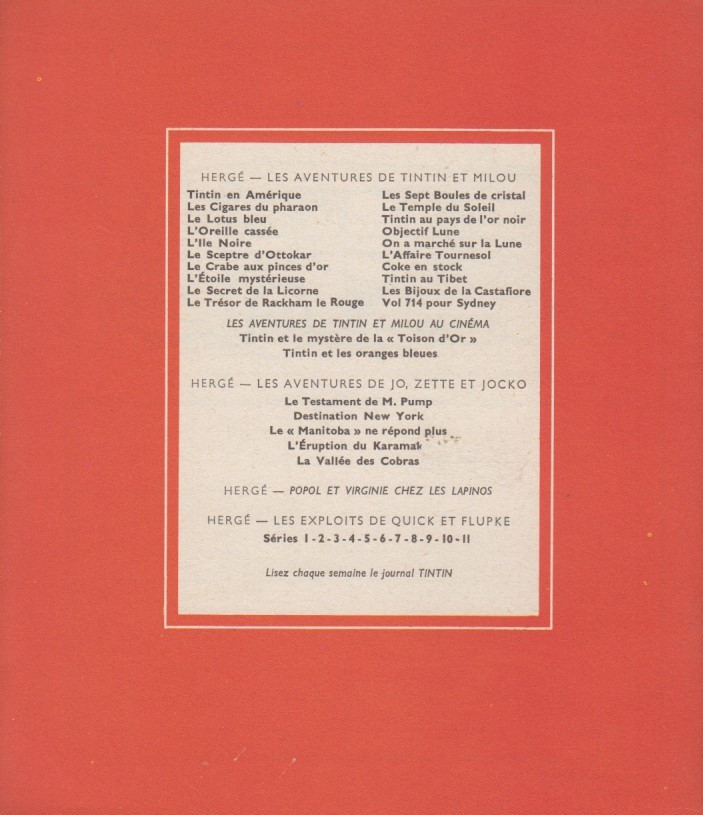 HERGÉ — LES AVENTURES DE TINTIN ET MILOU
Tintin en Amérique
Les Cigares du pharaon
Le Lotus bleu
L'Oreille cassée
L'Ile Noire
Le Sceptre d'Ottokar
Le Crabe aux pinces d'or
L'Étoile mystérieuse
Le Secret de la Licorne
Le Trésor de Rackham le Rouge
Les Sept Boules de cristal
Le Temple du Soleil
Tintin au pays de l'or noir
Objectif Lune
On a marché sur la Lune
L'Affaire Tournesol
Coke en stock
Tintin au Tibet
Les Bijoux de la Castafiore
Vol 714 pour Sydney
LES AVENTURES DE TINTIN ET MILOU AU CINÉMA
Tintin et le mystère de la « Toison d'Or »
Tintin et les oranges bleues
HERGÉ — LES AVENTURES DE JO, ZETTE ET JOCKO
Le Testament de M. Pump
Destination New York
Le « Manitoba » ne répond plus
L'Éruption du Karamak
La Vallée des Cobras
HERGÉ — POPOL ET VIRGINIE CHEZ LES LAPINOS
HERGÉ — LES EXPLOITS DE QUICK ET FLUPKE
Séries 1-2-3-4-5-6-7-8-9-10-11
Lisez chaque semaine le journal TINTIN